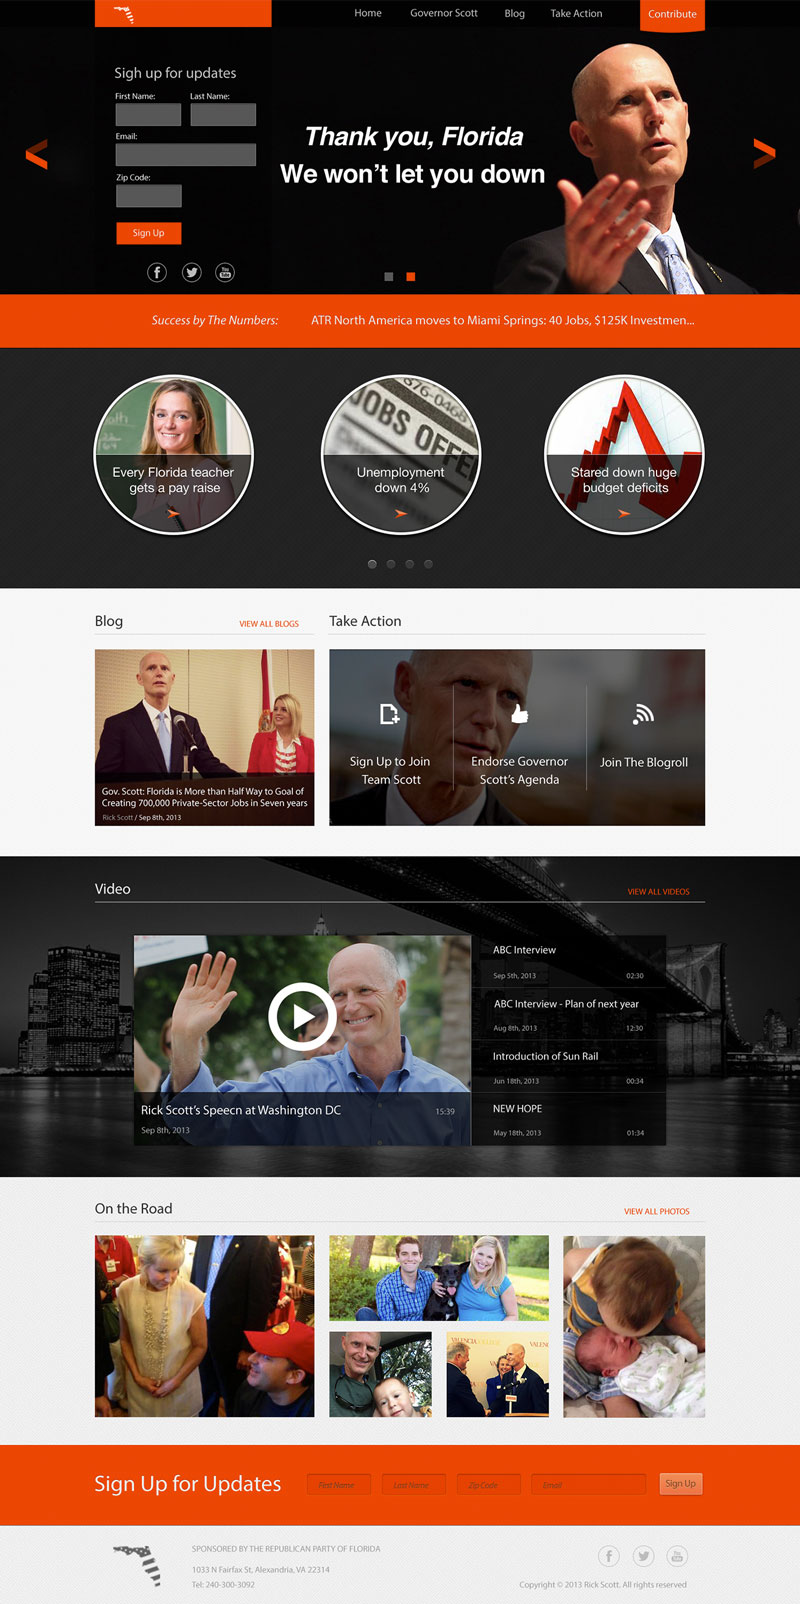 Home Governor Scott Blog Take Action Contribute
Sigh up for updates
First Name: Last Name:
Email:
Zip Code:
Sign Up
Thank you, Florida
We won't let you down
Success by The Numbers: ATR North America moves to Miami Springs: 40 Jobs, $125K Investmen...
Every Florida teacher
gets a pay raise
876-0468
JOBS OFFE
Unemployment
down 4%
Stared down huge
budget deficits
Blog
VIEW ALL BLOGS
Take Action
Gov. Scott: Florida is More than Half Way to Goal of
Creating 700,000 Private-Sector Jobs in Seven years
Rick Scott / Sep 8th, 2013
Sign Up to Join
Team Scott
Endorse Governor
Scott's Agenda
Join The Blogroll
Video
VIEW ALL VIDEOS
Rick Scott's Speecn at Washington DC
15:39
Sep 8th, 2013
ABC Interview
Sep 5th, 2013 02:30
ABC Interview - Plan of next year
Aug 8th, 2013 12:30
Introduction of Sun Rail
Jun 18th, 2013 00:34
NEW HOPE
May 18th, 2013 01:34
On the Road
VIEW ALL PHOTOS
VALENCIA VALEN
Sign Up for Updates
First Name Last Name Zip Code Email Sign Up
SPONSORED BY THE REPUBLICAN PARTY OF FLORIDA
1033 N Fairfax St, Alexandria, VA 22314
Tel: 240-300-3092
You Tube
Copyright © 2013 Rick Scott. All rights reserved